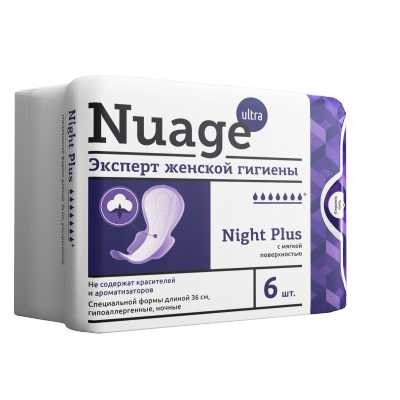 Nuage
ultra
Эксперт женской гигиены
Night Plus
с мягкой
поверхностью
Не содержат красителей
и ароматизаторов
Специальной формы длиной 36 см,
гипоаллергенные, ночные
6 шт.
Night Plus